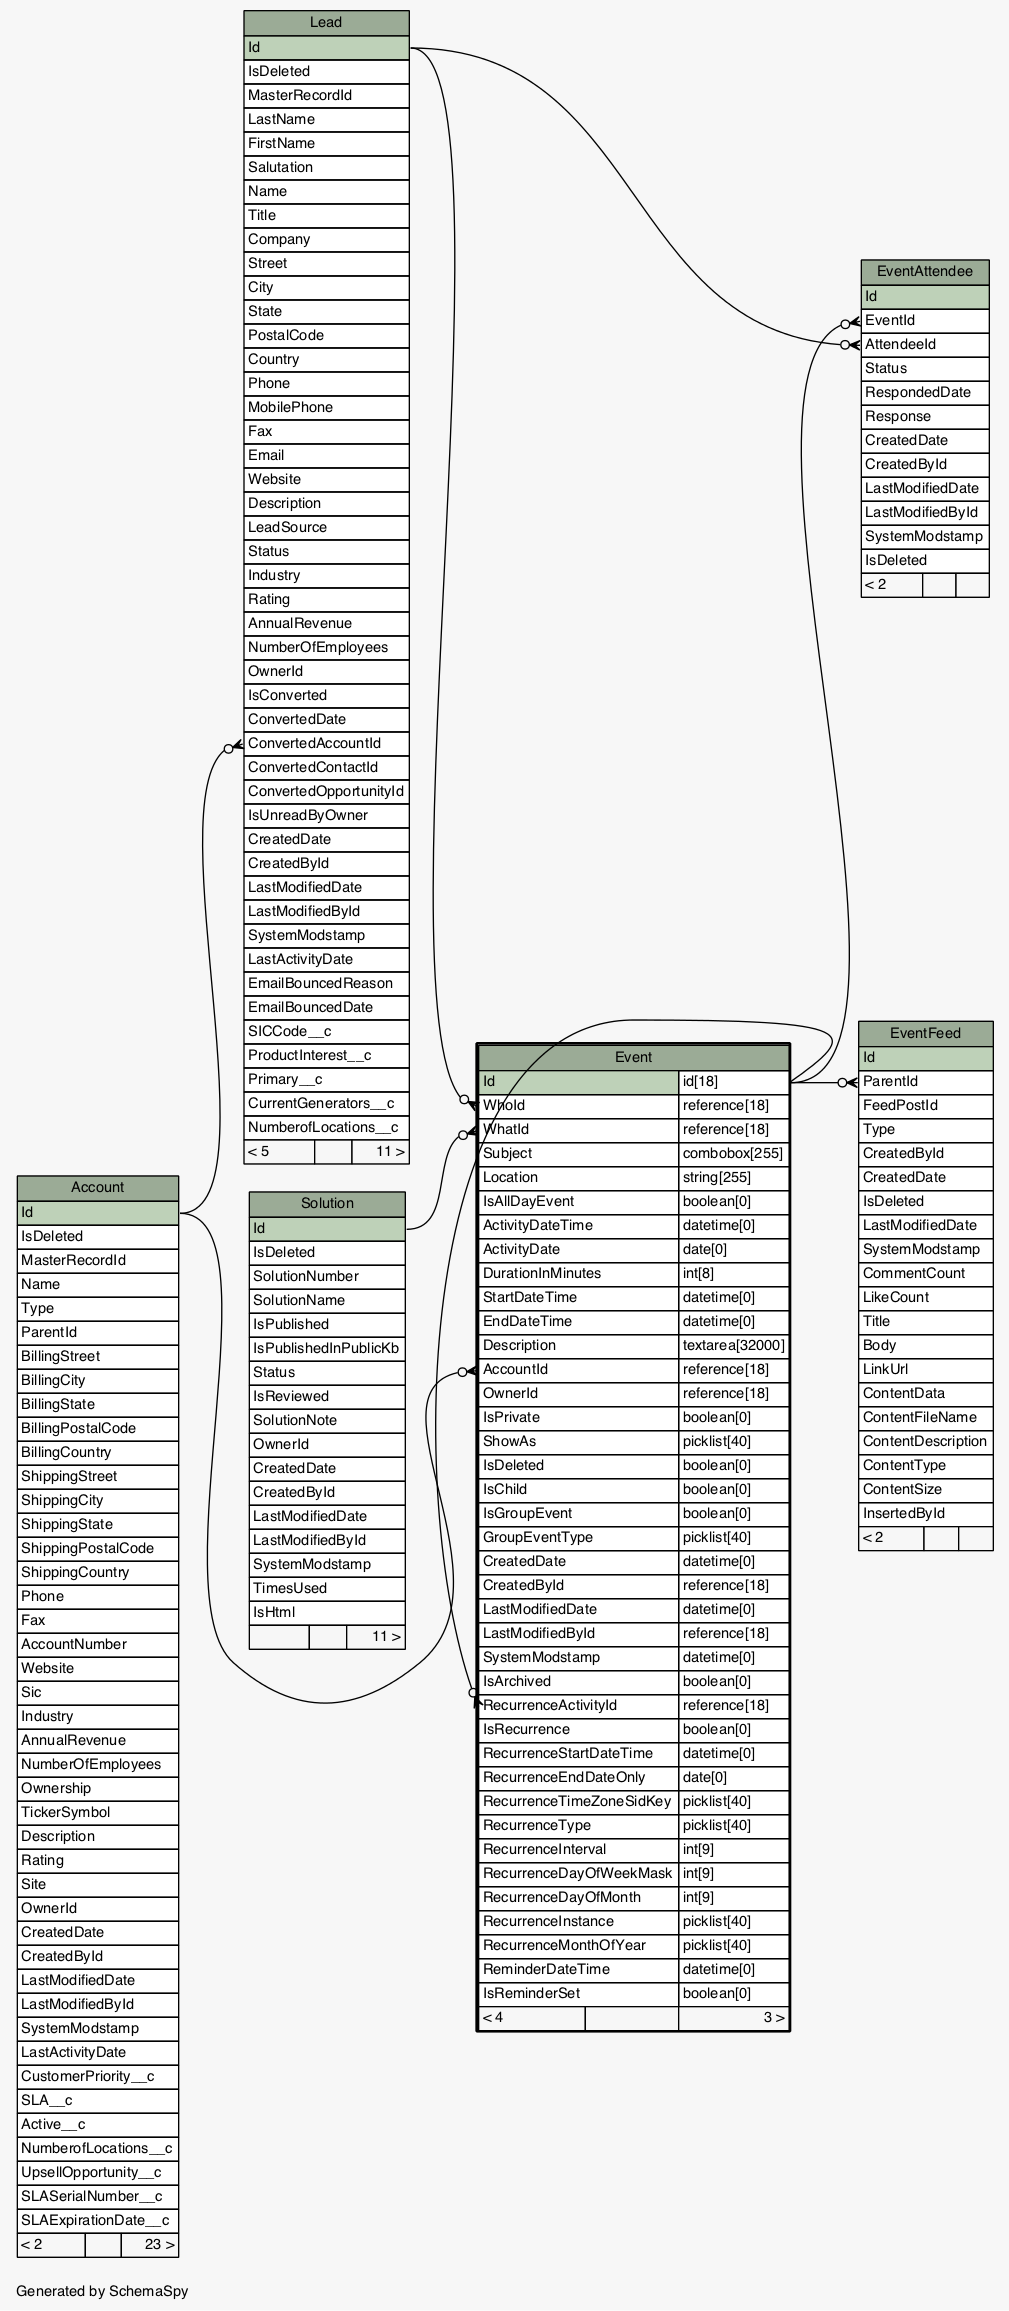 Lead
Id
IsDeleted
MasterRecordId
LastName
FirstName
Salutation
Name
Title
Company
Street
City
State
PostalCode
Country
Phone
MobilePhone
Fax
Email
Website
Description
LeadSource
Status
Industry
Rating
AnnualRevenue
NumberOfEmployees
OwnerId
IsConverted
ConvertedDate
ConvertedAccountId
ConvertedContactId
ConvertedOpportunityId
IsUnreadByOwner
CreatedDate
CreatedById
LastModifiedDate
LastModifiedById
SystemModstamp
LastActivityDate
EmailBouncedReason
EmailBouncedDate
SICCode__c
ProductInterest__c
Primary__c
CurrentGenerators__c
NumberofLocations__c
< 5 11 >
EventAttendee
Id
EventId
AttendeeId
Status
RespondedDate
Response
CreatedDate
CreatedById
LastModifiedDate
LastModifiedById
SystemModstamp
IsDeleted
< 2
EventFeed
Id
ParentId
FeedPostId
Type
CreatedById
CreatedDate
IsDeleted
LastModifiedDate
SystemModstamp
CommentCount
LikeCount
Title
Body
LinkUrl
ContentData
ContentFileName
ContentDescription
ContentType
ContentSize
InsertedById
< 2
Event
Id id[18]
WhoId reference[18]
WhatId reference[18]
Subject combobox[255]
Location string[255]
IsAllDayEvent boolean[0]
ActivityDateTime datetime[0]
ActivityDate date[0]
DurationInMinutes int[8]
StartDateTime datetime[0]
EndDateTime datetime[0]
Description textarea[32000]
AccountId reference[18]
OwnerId reference[18]
IsPrivate boolean[0]
ShowAs picklist[40]
IsDeleted boolean[0]
IsChild boolean[0]
IsGroupEvent boolean[0]
GroupEventType picklist[40]
CreatedDate datetime[0]
CreatedById reference[18]
LastModifiedDate datetime[0]
LastModifiedById reference[18]
SystemModstamp datetime[0]
IsArchived boolean[0]
RecurrenceActivityId reference[18]
IsRecurrence boolean[0]
RecurrenceStartDateTime datetime[0]
RecurrenceEndDateOnly date[0]
RecurrenceTimeZoneSidKey picklist[40]
RecurrenceType picklist[40]
RecurrenceInterval int[9]
RecurrenceDayOfWeekMask int[9]
RecurrenceDayOfMonth int[9]
RecurrenceInstance picklist[40]
RecurrenceMonthOfYear picklist[40]
ReminderDateTime datetime[0]
IsReminderSet boolean[0]
< 4 3 >
Solution
Id
IsDeleted
SolutionNumber
SolutionName
IsPublished
IsPublishedInPublicKb
Status
IsReviewed
SolutionNote
OwnerId
CreatedDate
CreatedById
LastModifiedDate
LastModifiedById
SystemModstamp
TimesUsed
IsHtml
11 >
Account
Id
IsDeleted
MasterRecordId
Name
Type
ParentId
BillingStreet
BillingCity
BillingState
BillingPostalCode
BillingCountry
ShippingStreet
ShippingCity
ShippingState
ShippingPostalCode
ShippingCountry
Phone
Fax
AccountNumber
Website
Sic
Industry
AnnualRevenue
NumberOfEmployees
Ownership
TickerSymbol
Description
Rating
Site
OwnerId
CreatedDate
CreatedById
LastModifiedDate
LastModifiedById
SystemModstamp
LastActivityDate
CustomerPriority__c
SLA__c
Active__c
NumberofLocations__c
UpsellOpportunity__c
SLASerialNumber__c
SLAExpirationDate__c
< 2 23 >
Generated by SchemaSpy